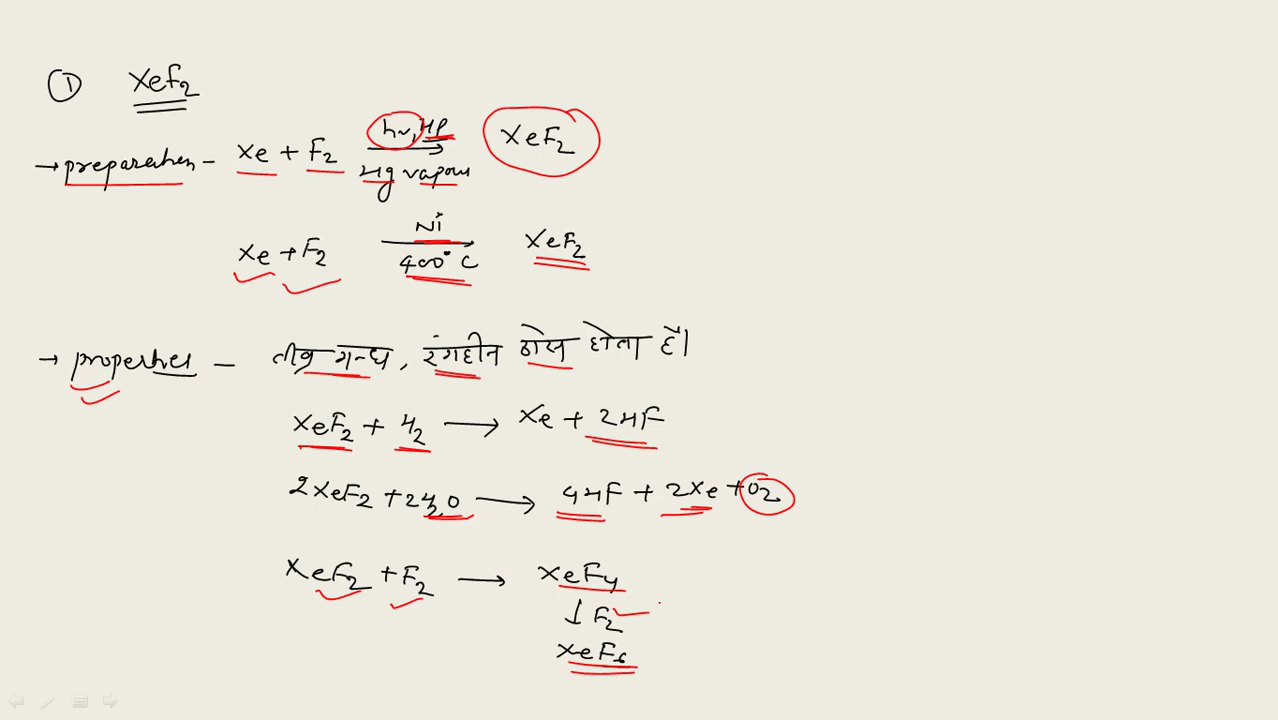 ① XeF₂
→ preparation - Xe + F₂ hν, HP → XeF₂
Hg vapour
Xe + F₂ Ni → XeF₂
400° C
→ properties - तीव्र गन्ध, रंगहीन ठोस होता है।
XeF₂ + H₂ → Xe + 2HF
2XeF₂ + 2H₂O → 4HF + 2Xe + O₂
XeF₂ + F₂ → XeF₄
↓ F₂
XeF₆